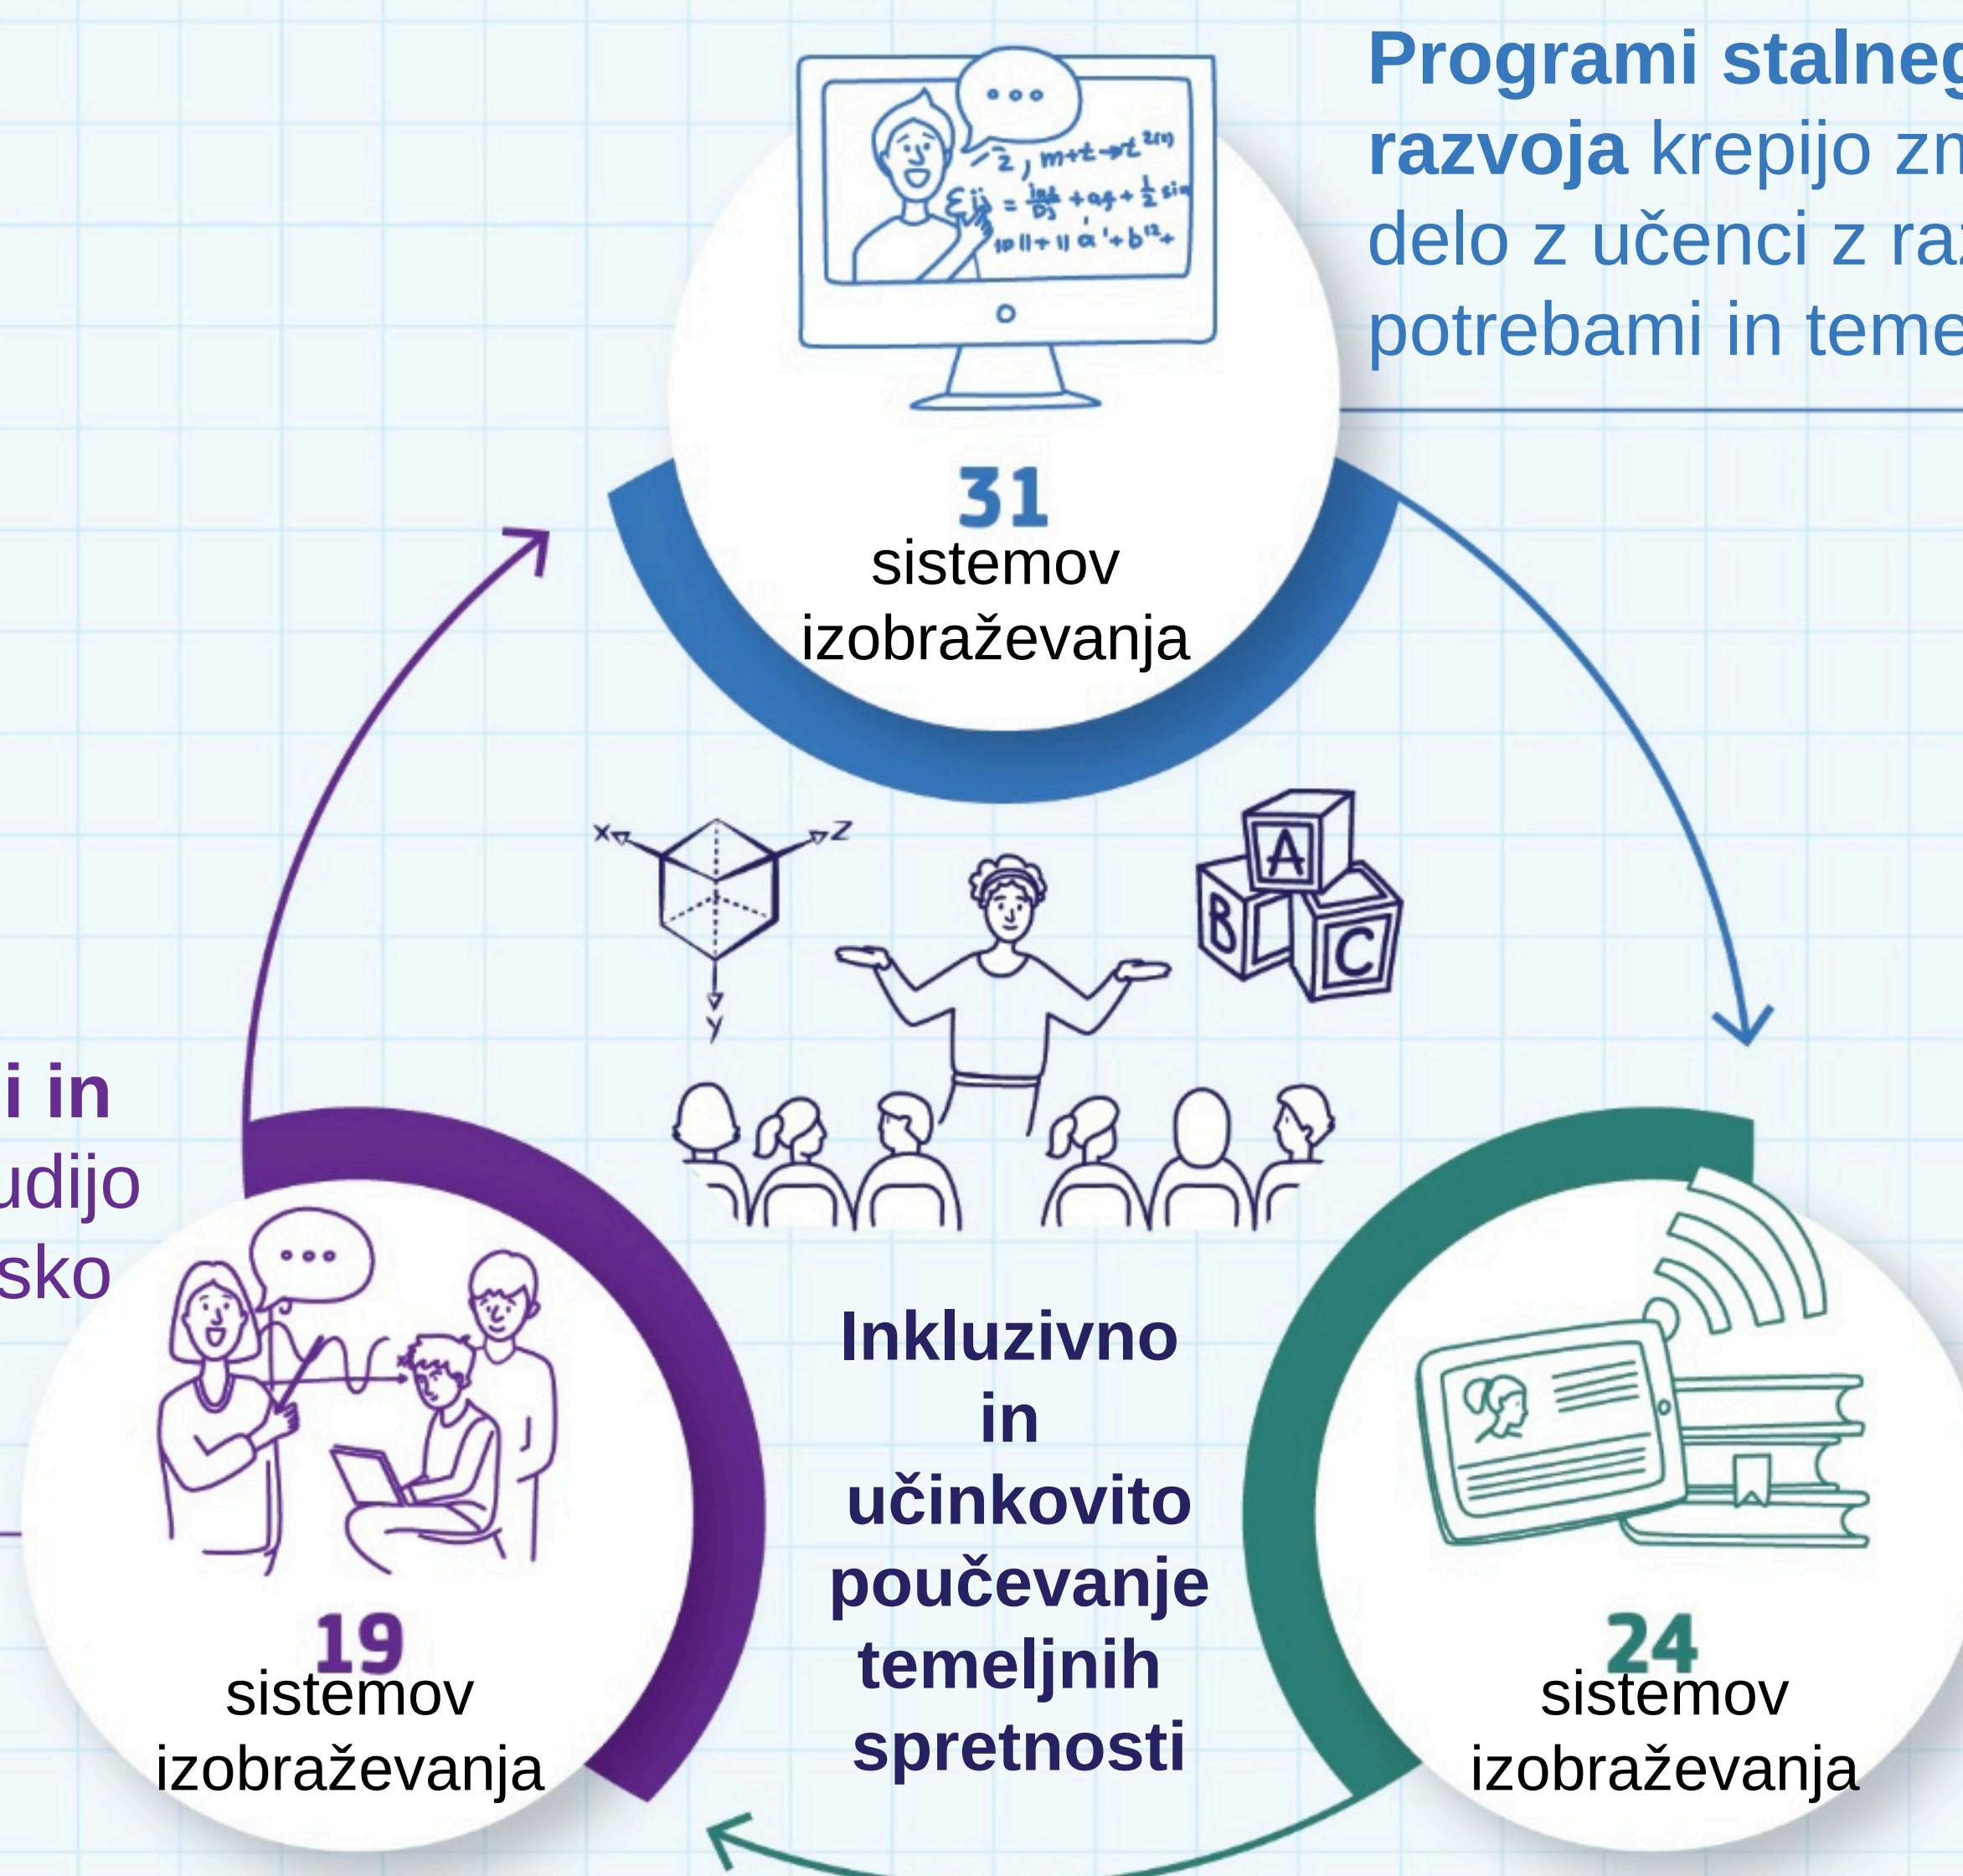 Programi stalneg
razvoja krepijo zn
delo z učenci z raz
potrebami in teme
31
sistemov
izobraževanja
X
Z
Y
A
B
C
i in
udijo
sko
Inkluzivno
in
učinkovito
poučevanje
temeljnih
spretnosti
19
sistemov
izobraževanja
24
sistemov
izobraževanja